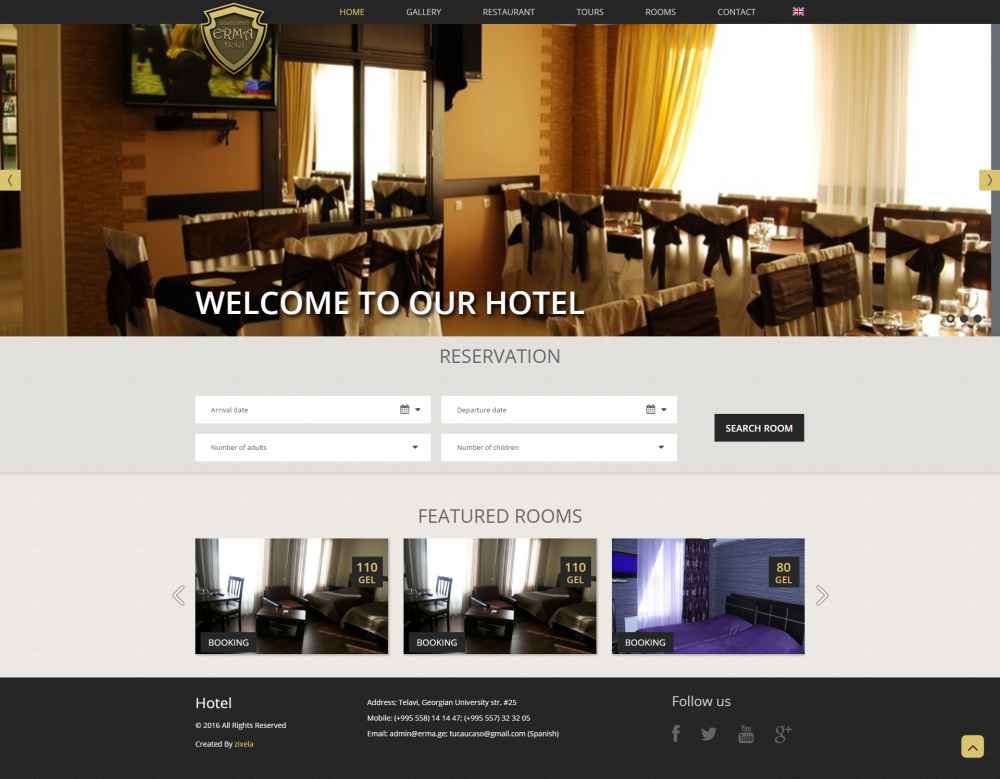 HOME
GALLERY
RESTAURANT
TOURS
ROOMS
CONTACT
ERMA
Hotel
WELCOME TO OUR HOTEL
RESERVATION
Arrival date
Departure date
Number of adults
Number of children
SEARCH ROOM
FEATURED ROOMS
110
GEL
BOOKING
110
GEL
BOOKING
80
GEL
BOOKING
Hotel
© 2016 All Rights Reserved
Created By zixela
Address: Telavi, Georgian University str. #25
Mobile: (+995 558) 14 14 47; (+995 557) 32 32 05
Email: admin@erma.ge; tucaucaso@gmail.com (Spanish)
Follow us
You
Tube